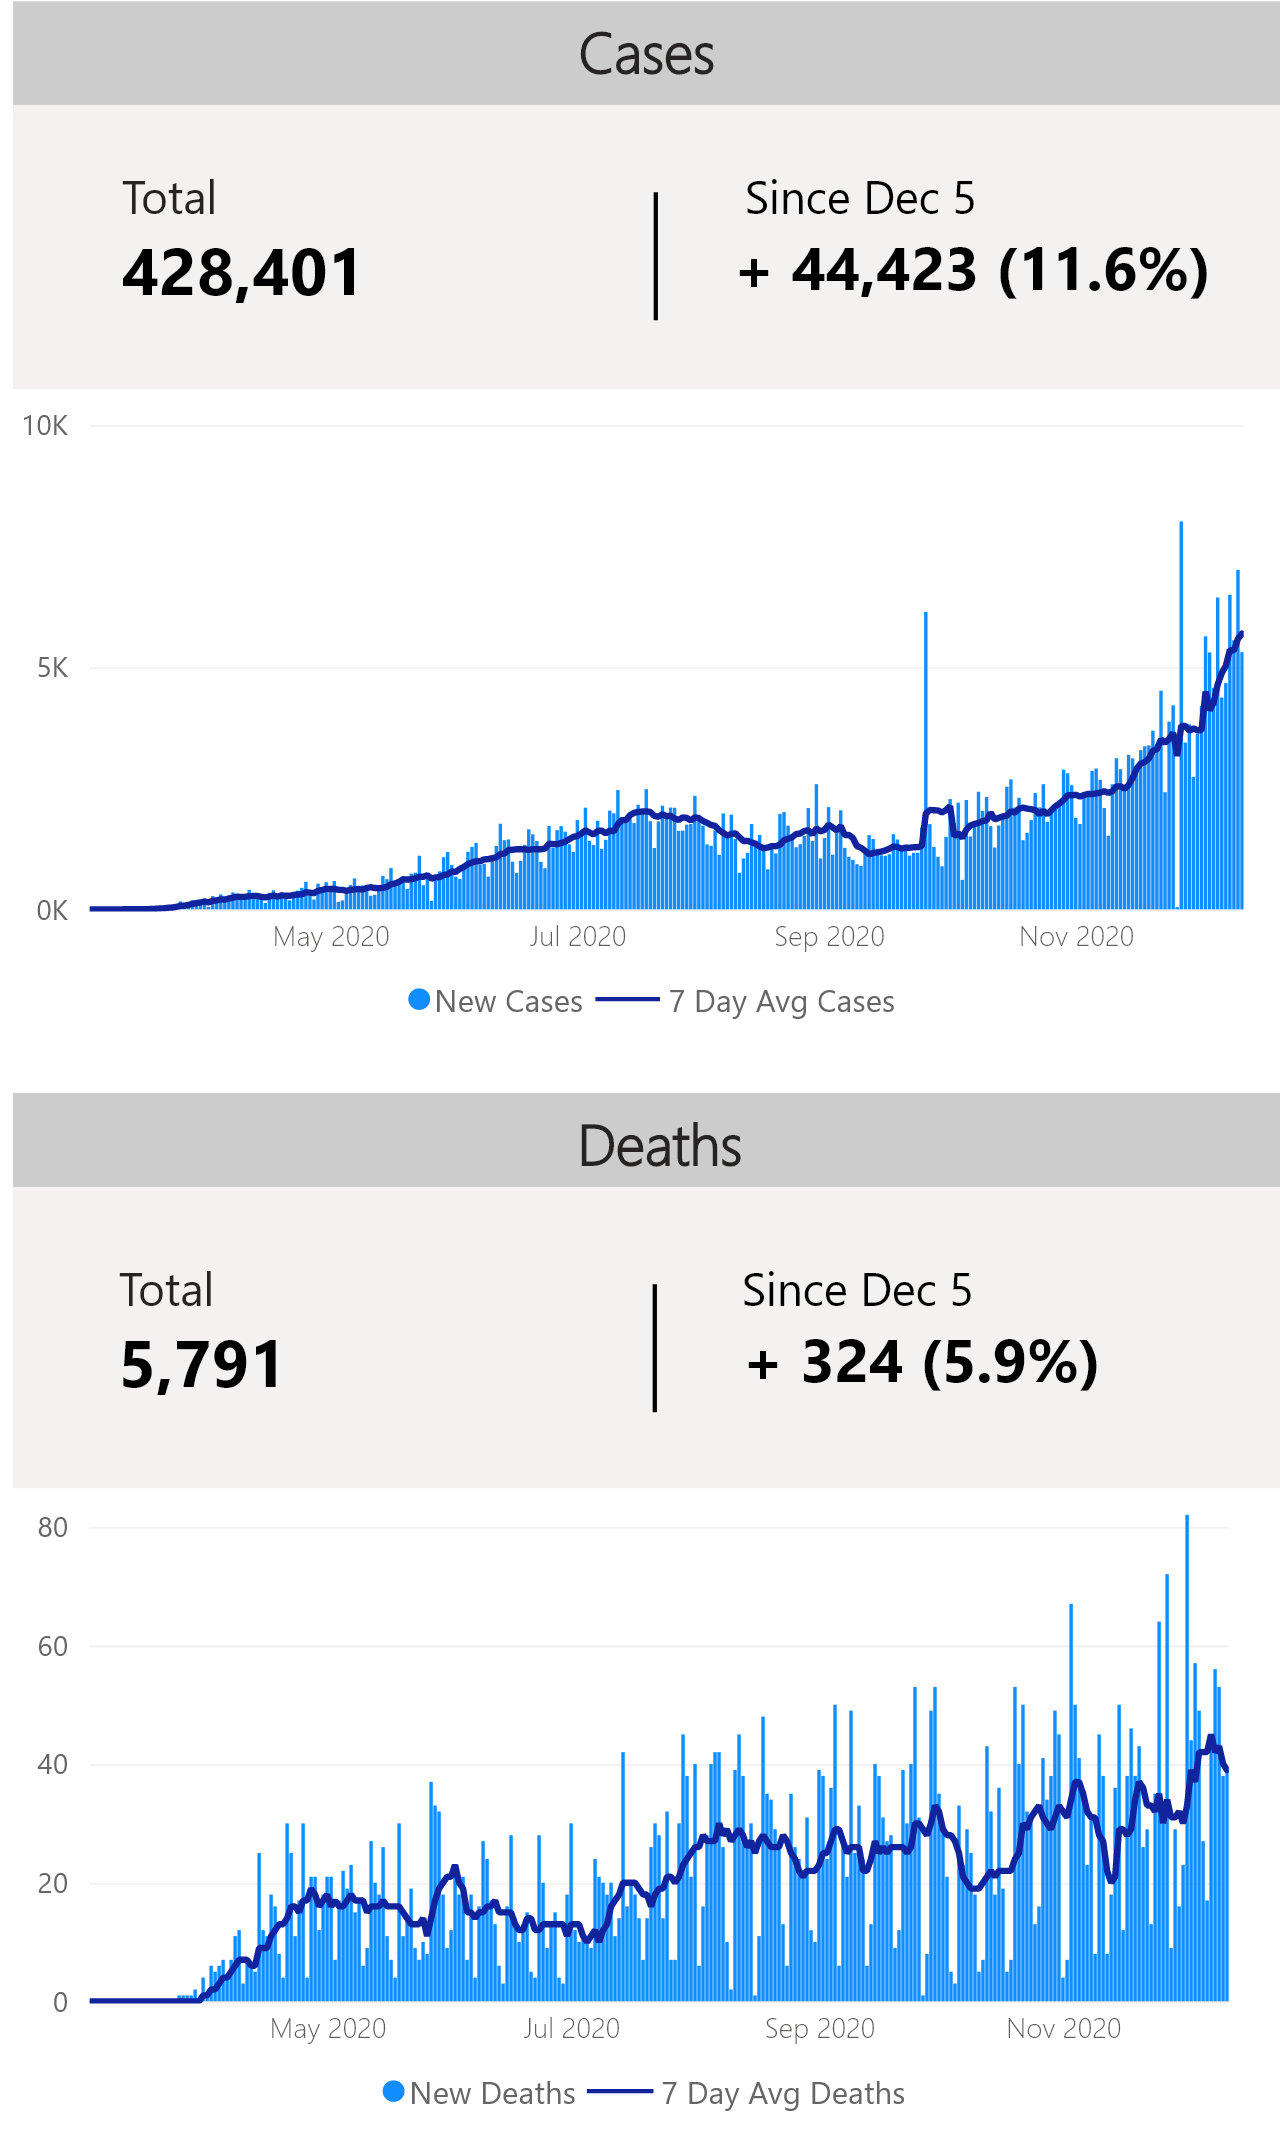 Cases
Total
Since Dec 5
428,401
+ 44,423 (11.6%)
10K
5K
0K
May 2020
Jul 2020
Sep 2020
Nov 2020
New Cases
7 Day Avg Cases
Deaths
Total
Since Dec 5
5,791
+ 324 (5.9%)
80
60
40
20
0
May 2020
Jul 2020
Sep 2020
Nov 2020
New Deaths
7 Day Avg Deaths